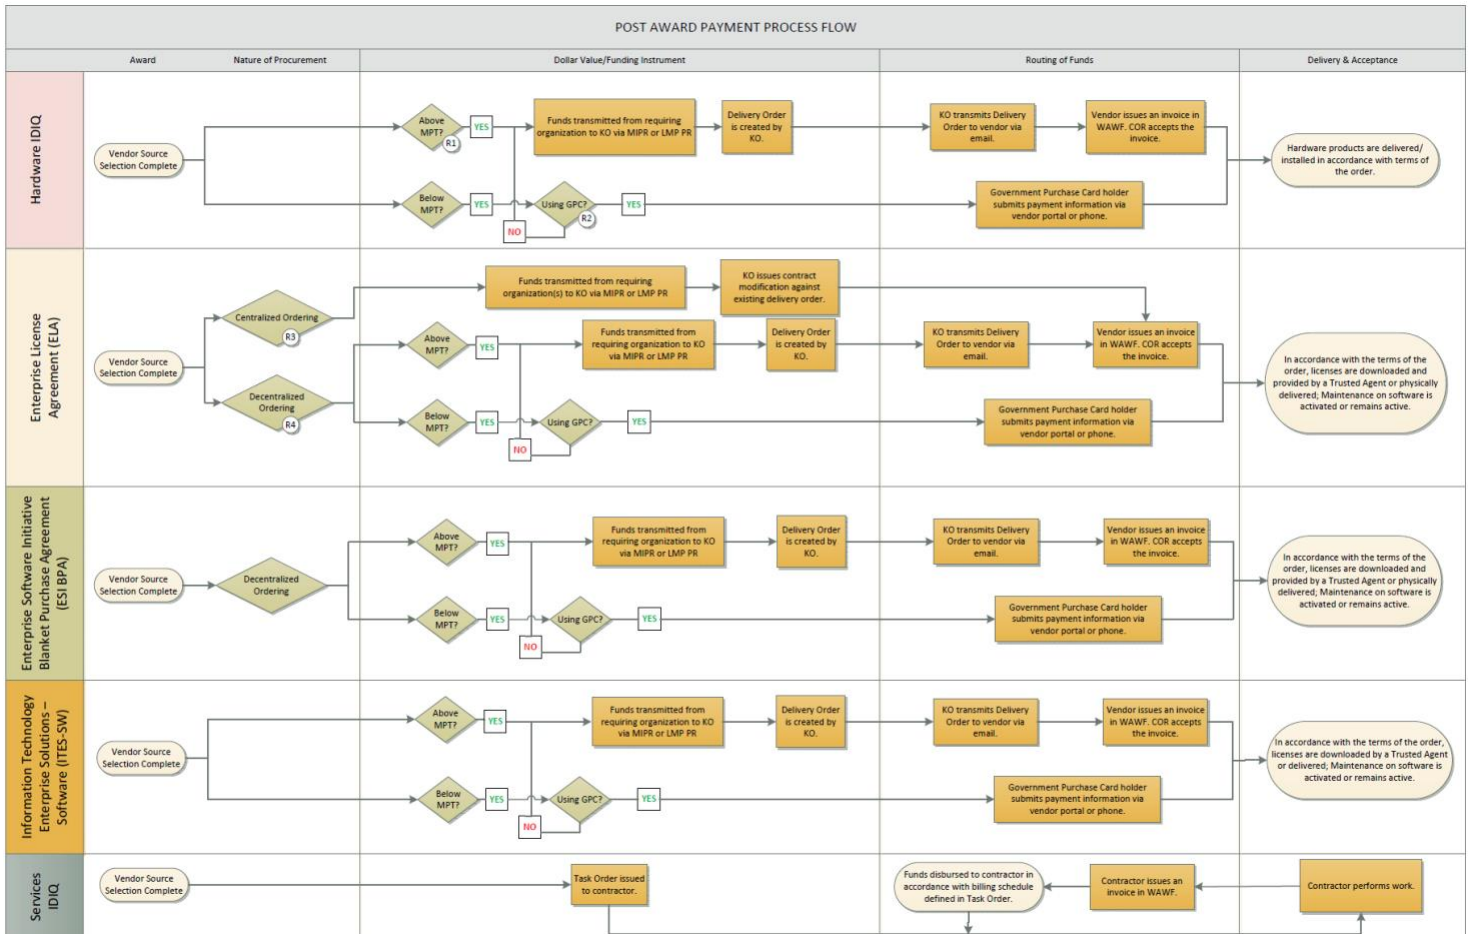 POST AWARD PAYMENT PROCESS FLOW
Award
Nature of Procurement
Dollar Value/Funding Instrument
Routing of Funds
Delivery & Acceptance
Hardware IDIQ
Vendor Source
Selection Complete
Above
MPT?
R1
YES
Funds transmitted from requiring
organization to KO via MIPR or LMP PR
Delivery Order
is created by
KO.
KO transmits Delivery
Order to vendor via
email.
Vendor issues an invoice in
WAWF. COR accepts the
invoice.
Hardware products are delivered/
installed in accordance with terms of
the order.
Below
MPT?
YES
Using GPC?
R2
YES
NO
Government Purchase Card holder
submits payment information via
vendor portal or phone.
Enterprise License
Agreement (ELA)
Vendor Source
Selection Complete
Centralized Ordering
R3
Funds transmitted from requiring
organization(s) to KO via MIPR or LMP PR
KO issues contract
modification against
existing delivery order.
Decentralized
Ordering
R4
Above
MPT?
YES
Funds transmitted from
requiring organization to KO
via MIPR or LMP PR
Delivery Order
is created by
KO.
KO transmits Delivery
Order to vendor via
email.
Vendor issues an invoice
in WAWF. COR accepts
the invoice.
In accordance with the terms of the
order, licenses are downloaded and
provided by a Trusted Agent or physically
delivered; Maintenance on software is
activated or remains active.
Below
MPT?
YES
Using GPC?
YES
NO
Government Purchase Card holder
submits payment information via
vendor portal or phone.
Enterprise Software Initiative
Blanket Purchase Agreement
(ESI BPA)
Vendor Source
Selection Complete
Decentralized
Ordering
Above
MPT?
YES
Funds transmitted from
requiring organization to KO
via MIPR or LMP PR
Delivery Order
is created by
KO.
KO transmits Delivery
Order to vendor via
email.
Vendor issues an invoice
in WAWF. COR accepts
the invoice.
In accordance with the terms of the
order, licenses are downloaded and
provided by a Trusted Agent or physically
delivered; Maintenance on software is
activated or remains active.
Below
MPT?
YES
Using GPC?
YES
NO
Government Purchase Card holder
submits payment information via
vendor portal or phone.
Information Technology
Enterprise Solutions –
Software (ITES-SW)
Vendor Source
Selection Complete
Above
MPT?
YES
Funds transmitted from
requiring organization to KO
via MIPR or LMP PR
Delivery Order
is created by
KO.
KO transmits Delivery
Order to vendor via
email.
Vendor issues an invoice
in WAWF. COR accepts
the invoice.
In accordance with the terms of the order,
licenses are downloaded by a Trusted Agent
or delivered; Maintenance on software is
activated or remains active.
Below
MPT?
YES
Using GPC?
YES
NO
Government Purchase Card holder
submits payment information via
vendor portal or phone.
Services
IDIQ
Vendor Source
Selection Complete
Task Order issued
to contractor.
Funds disbursed to contractor in
accordance with billing schedule
defined in Task Order.
Contractor issues an
invoice in WAWF.
Contractor performs work.